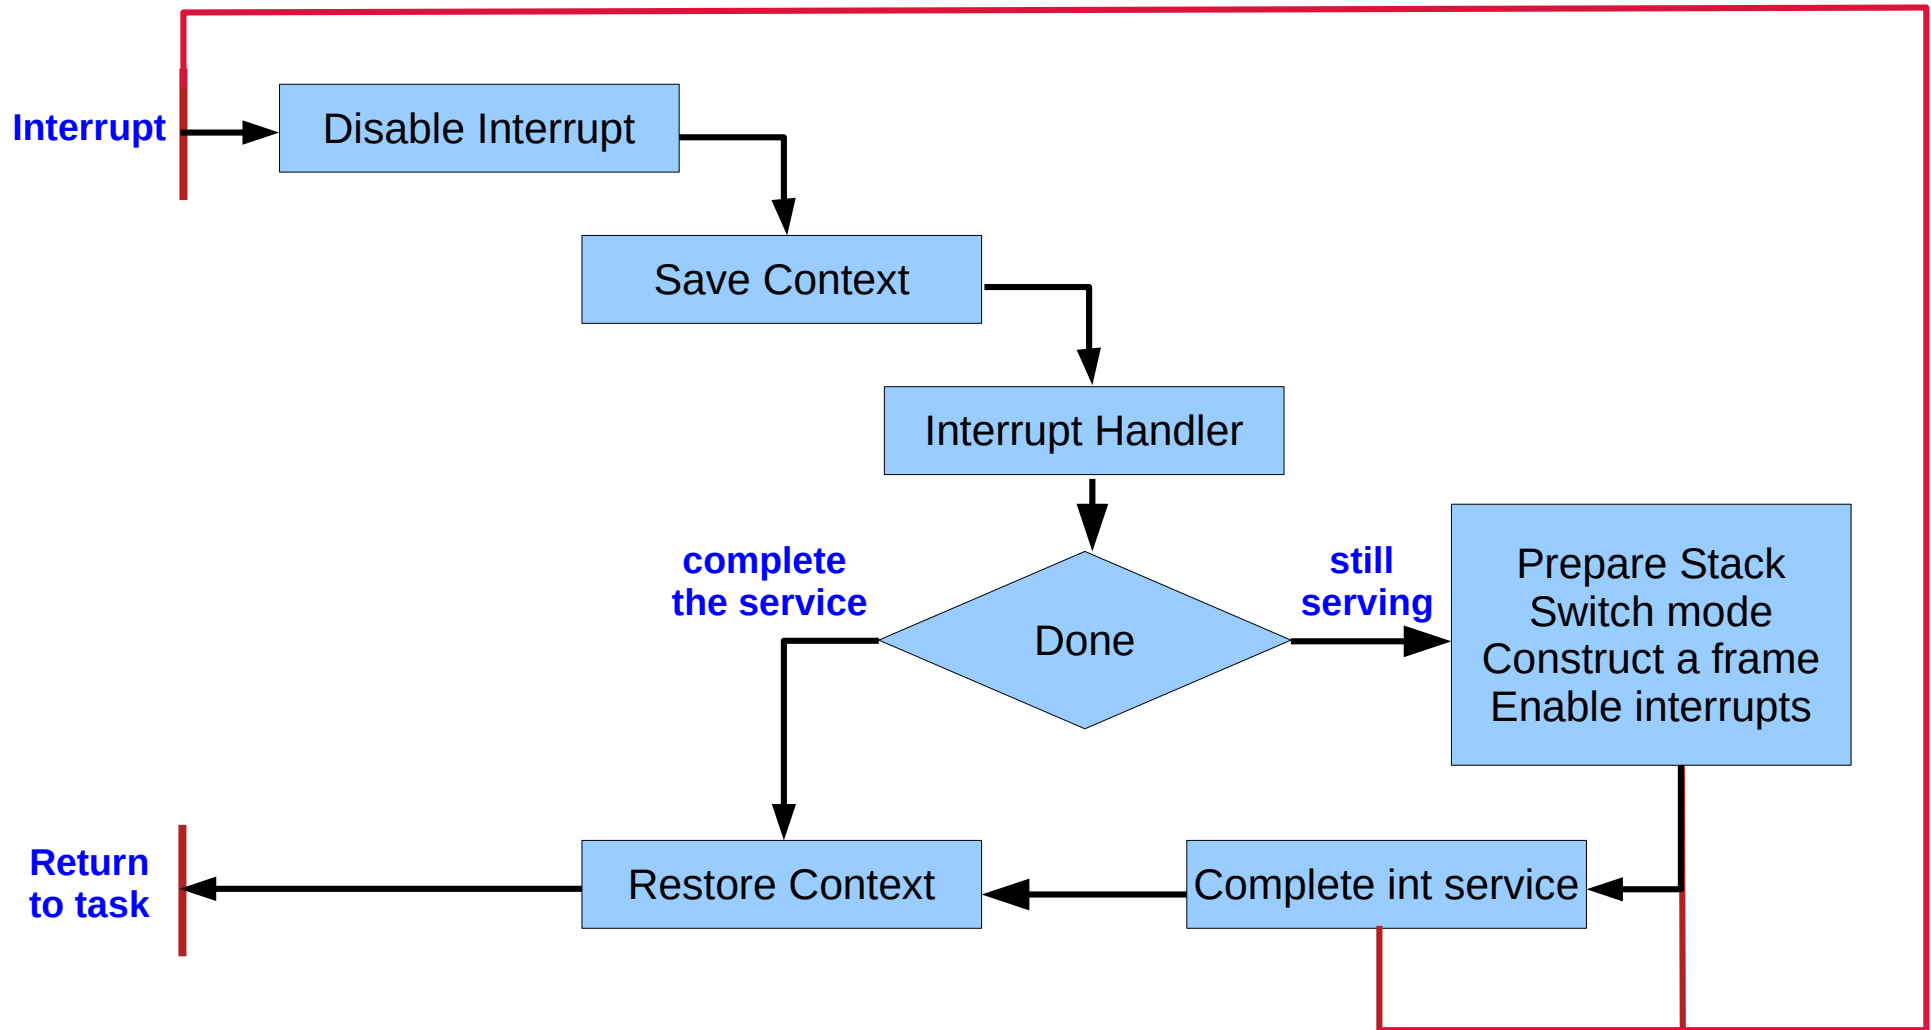 Interrupt
Disable Interrupt
Save Context
Interrupt Handler
complete
the service
still
serving
Done
Prepare Stack
Switch mode
Construct a frame
Enable interrupts
Return
to task
Restore Context
Complete int service